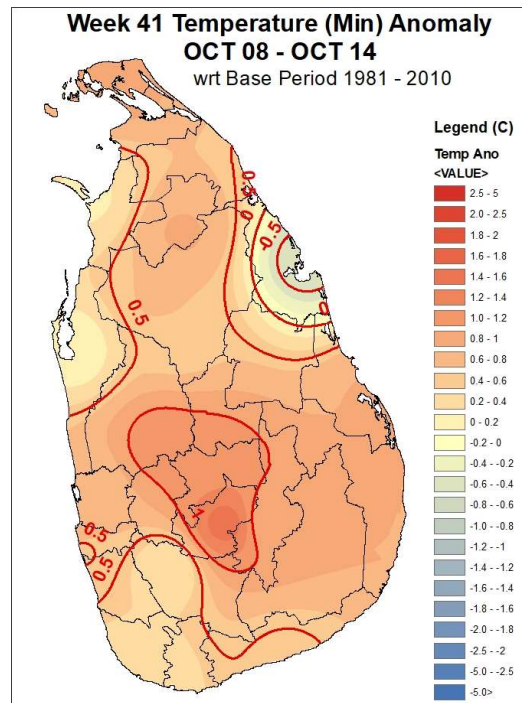 Week 41 Temperature (Min) Anomaly
OCT 08 - OCT 14
wrt Base Period 1981 - 2010
Legend (C)
Temp Ano
<VALUE>
2.5 - 5
2.0 - 2.5
1.8 - 2
1.6 - 1.8
1.4 - 1.6
1.2 - 1.4
1.0 - 1.2
0.8 - 1
0.6 - 0.8
0.4 - 0.6
0.2 - 0.4
0 - 0.2
-0.2 - 0
-0.4 - -0.2
-0.6 - -0.4
-0.8 - -0.6
-1.0 - -0.8
-1.2 - -1
-1.4 - -1.2
-1.6 - -1.4
-1.8 - -1.6
-2.0 - -1.8
-2.5 - -2
-5.0 - -2.5
-5.0>
0.5
0
-0.5
0
0.5
1
0.5
0.5